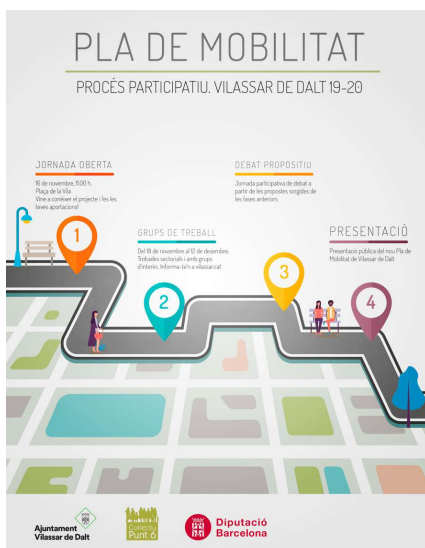 PLA DE MOBILITAT
PROCÉS PARTICIPATIU. VILASSAR DE DALT 19-20
JORNADA OBERTA
16 de novembre, 11:00 h.
Plaça de la Vila
Vine a conèixer el projecte i fes les
teves aportacions!
1
GRUPS DE TREBALL
Del 18 de novembre al 12 de desembre.
Trobades sectorials i amb grups
d'interès. Informa-te'n a vilassar.cat
2
DEBAT PROPOSITIU
Jornada participativa de debat a
partir de les propostes sorgides de
les fases anteriors.
3
PRESENTACIÓ
Presentació pública del nou Pla de
Mobilitat de Vilassar de Dalt.
4
Ajuntament
Vilassar de Dalt
Col·lectiu
Punt 6
Diputació
Barcelona